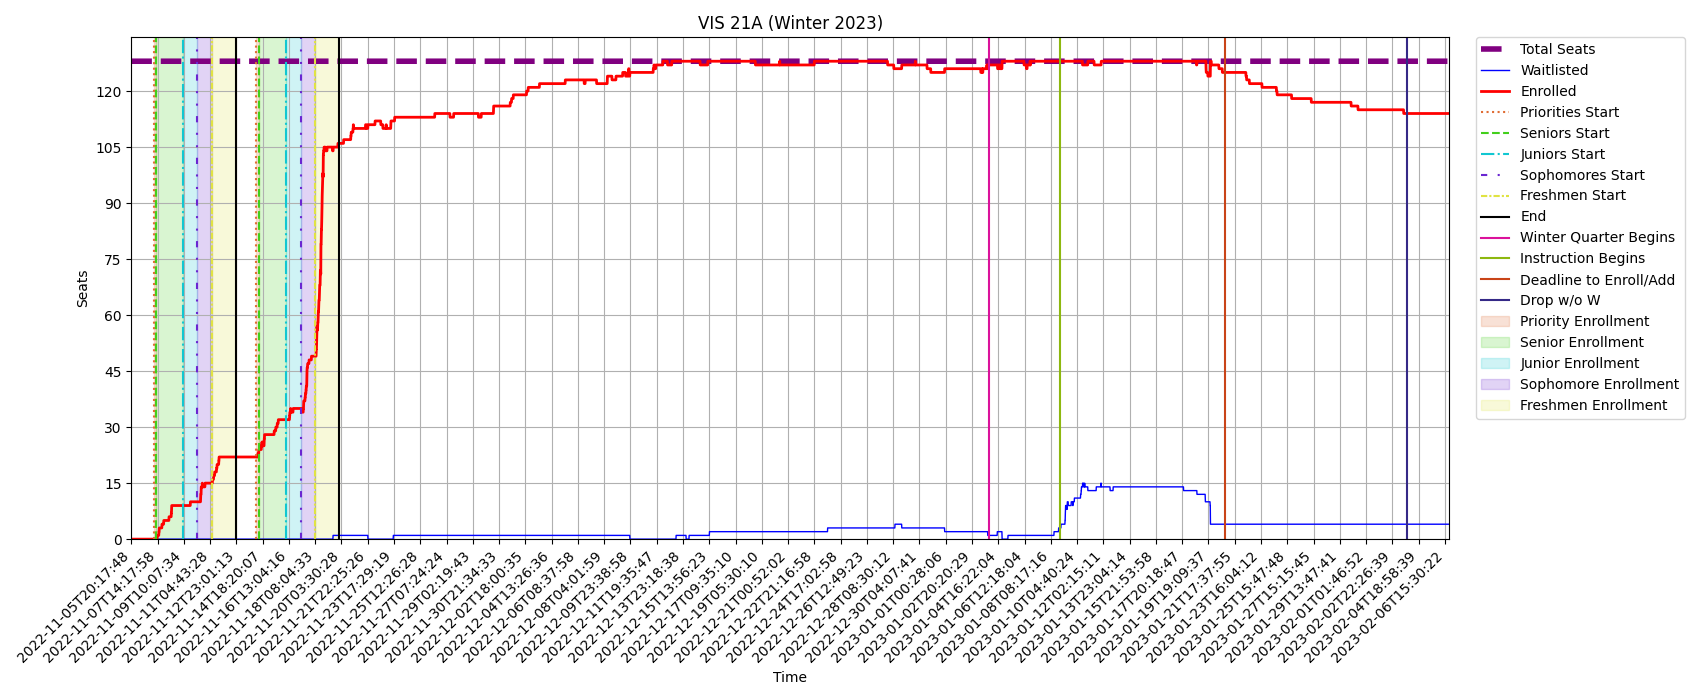 VIS 21A (Winter 2023)
Total Seats
Waitlisted
Enrolled
Priorities Start
Seniors Start
Juniors Start
Sophomores Start
Freshmen Start
End
Winter Quarter Begins
Instruction Begins
Deadline to Enroll/Add
Drop w/o W
Priority Enrollment
Senior Enrollment
Junior Enrollment
Sophomore Enrollment
Freshmen Enrollment
Seats
120
105
90
75
60
45
30
15
0
2022-11-05T20:17:48
2022-11-07T14:17:58
2022-11-09T10:07:34
2022-11-11T04:43:28
2022-11-12T23:01:13
2022-11-14T18:20:07
2022-11-16T13:04:16
2022-11-18T08:04:33
2022-11-20T03:30:28
2022-11-21T22:25:26
2022-11-23T17:29:19
2022-11-25T12:26:28
2022-11-27T07:24:24
2022-11-29T02:19:43
2022-11-30T21:34:33
2022-12-02T18:00:35
2022-12-04T13:26:36
2022-12-06T08:37:58
2022-12-08T04:01:59
2022-12-09T23:38:58
2022-12-11T19:35:47
2022-12-13T23:18:38
2022-12-15T13:56:23
2022-12-17T09:35:10
2022-12-19T05:30:10
2022-12-21T00:52:02
2022-12-22T21:16:58
2022-12-24T17:02:58
2022-12-26T12:49:23
2022-12-28T08:30:12
2022-12-30T04:07:41
2023-01-01T00:28:06
2023-01-02T20:20:29
2023-01-04T16:22:04
2023-01-06T12:18:04
2023-01-08T08:17:16
2023-01-10T04:40:24
2023-01-12T02:15:11
2023-01-13T23:04:14
2023-01-15T21:53:58
2023-01-17T20:18:47
2023-01-19T19:09:37
2023-01-21T17:37:55
2023-01-23T16:04:12
2023-01-25T15:47:48
2023-01-27T15:15:45
2023-01-29T13:47:41
2023-02-01T01:46:52
2023-02-02T22:26:39
2023-02-04T18:58:39
2023-02-06T15:30:22
Time